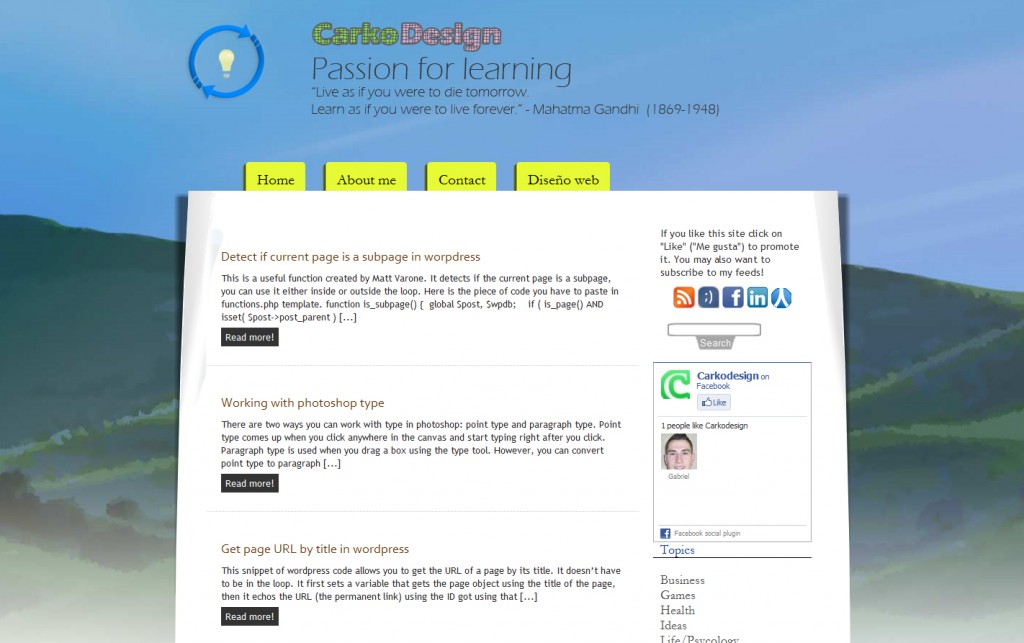 CarkoDesign
Passion for learning
"Live as if you were to die tomorrow.
Learn as if you were to live forever." - Mahatma Gandhi (1869-1948)
Home
About me
Contact
Diseño web
Detect if current page is a subpage in worpdress
This is a useful function created by Matt Varone. It detects if the current page is a subpage,
you can use it either inside or outside the loop. Here is the piece of code you have to paste in
functions.php template. function is_subpage() { global $post, $wpdb; if ( is_page() AND
isset( $post->post_parent ) [...]
Read more!
Working with photoshop type
There are two ways you can work with type in photoshop: point type and paragraph type. Point
type comes up when you click anywhere in the canvas and start typing right after you click.
Paragraph type is used when you drag a box using the type tool. However, you can convert
point type to paragraph [...]
Read more!
Get page URL by title in wordpress
This snippet of wordpress code allows you to get the URL of a page by its title. It doesn't have
to be in the loop. It first sets a variable that gets the page object using the title of the page,
then it echos the URL (the permanent link) using the ID got using that [...]
Read more!
If you like this site click on
"Like" ("Me gusta") to promote
it. You may also want to
subscribe to my feeds!
Search
Carkodesign on
Facebook
Like
1 people like Carkodesign
Gabriel
Facebook social plugin
Topics
Business
Games
Health
Ideas
Life/Psycology